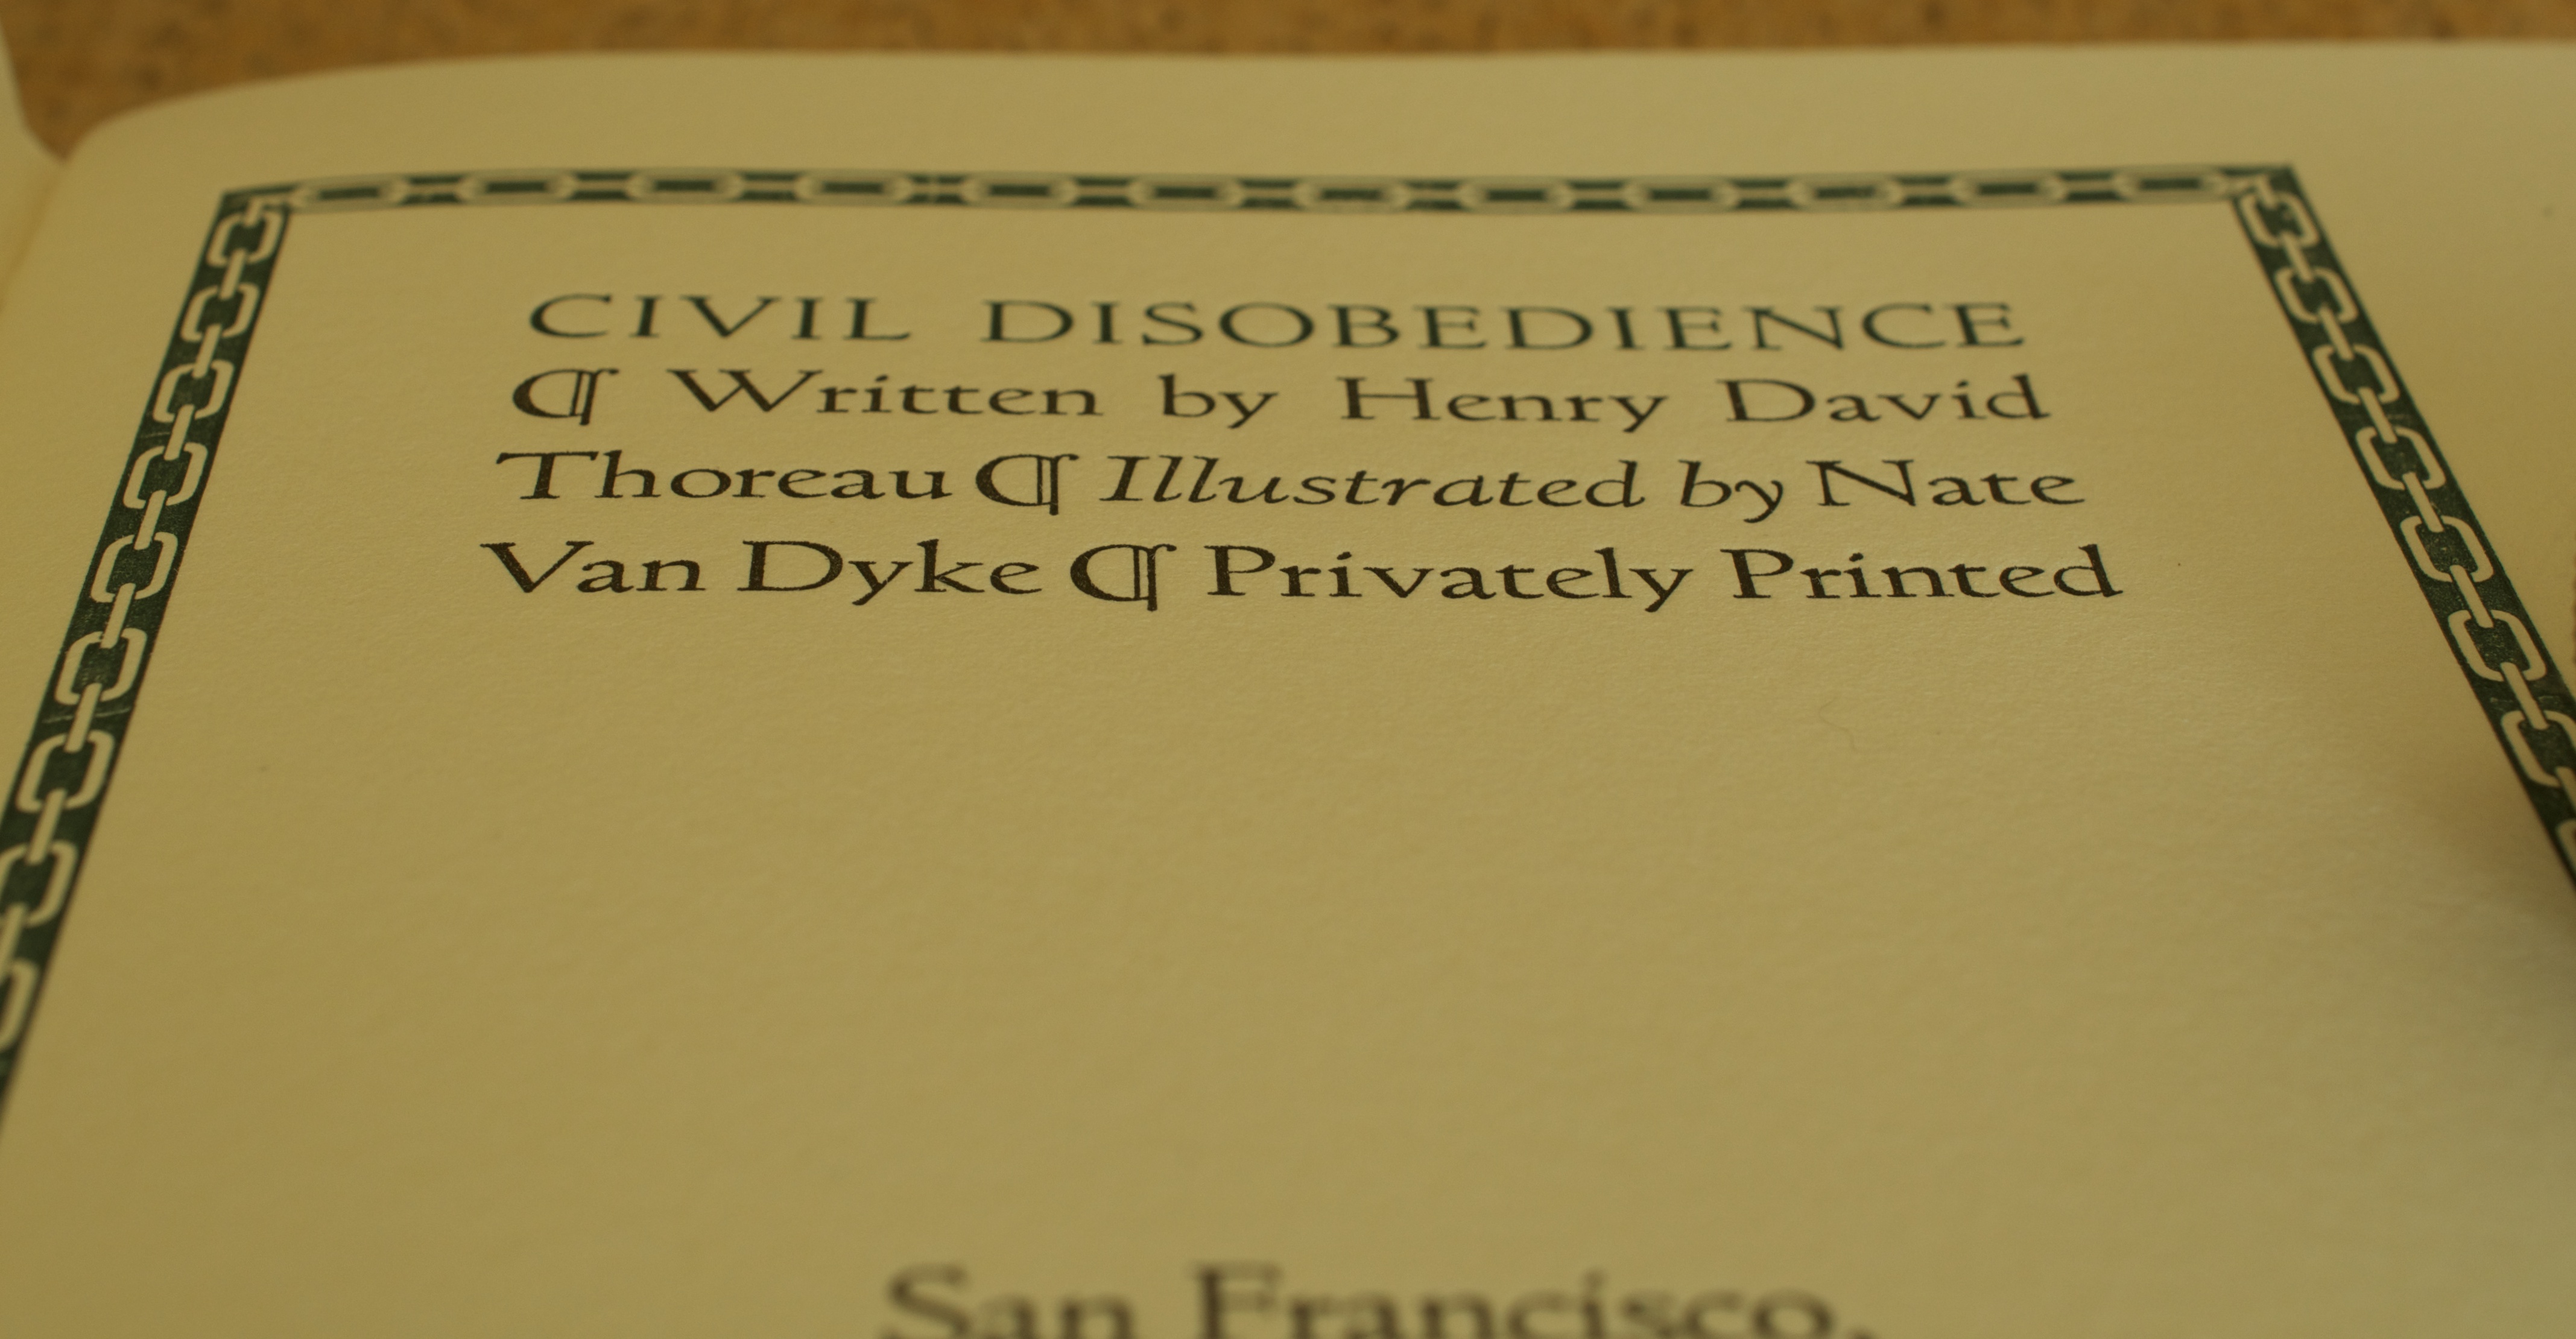 CIVIL DISOBEDIENCE
¶ Written by Henry David
Thoreau ¶ Illustrated by Nate
Van Dyke ¶ Privately Printed
San Francisco,